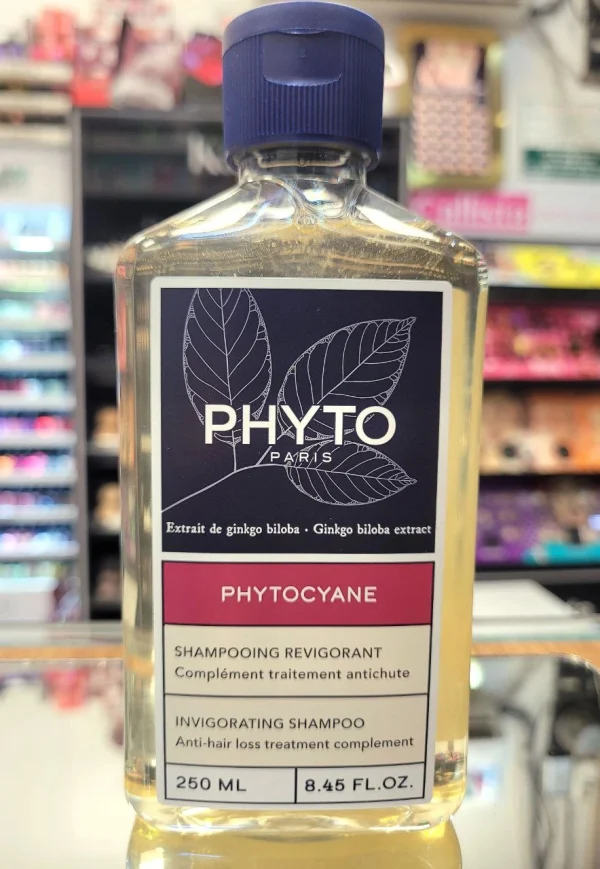 PHYTO
PARIS
Extrait de ginkgo biloba • Ginkgo biloba extract
PHYTOCYANE
SHAMPOOING REVIGORANT
Complément traitement antichute
INVIGORATING SHAMPOO
Anti-hair loss treatment complement
250 ML
8.45 FL.OZ.